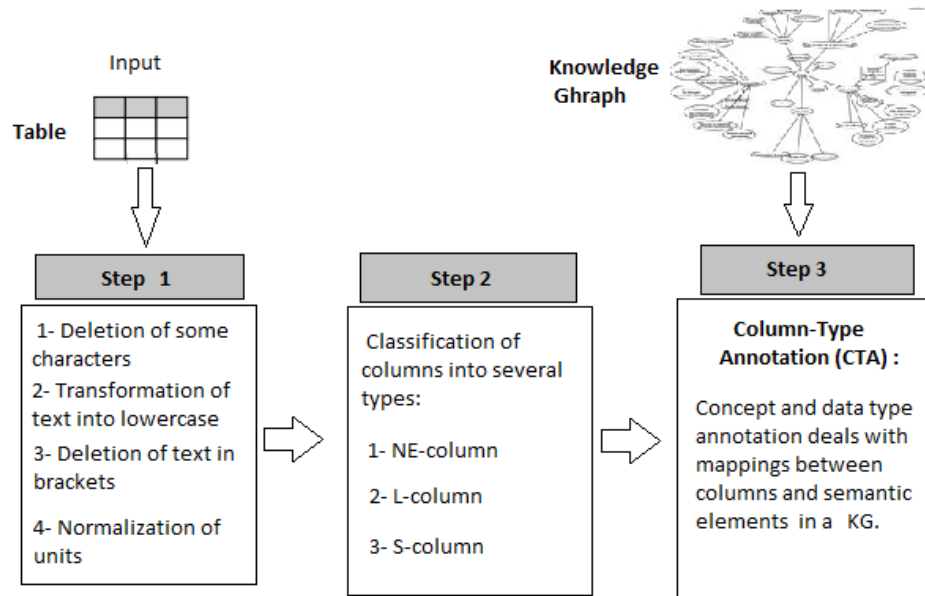 Input
Table
Knowledge
Ghraph
Step 1
1- Deletion of some
characters
2- Transformation of
text into lowercase
3- Deletion of text in
brackets
4- Normalization of
units
Step 2
Classification of
columns into several
types:
1- NE-column
2- L-column
3- S-column
Step 3
Column-Type
Annotation (CTA) :
Concept and data type
annotation deals with
mappings between
columns and semantic
elements in a KG.